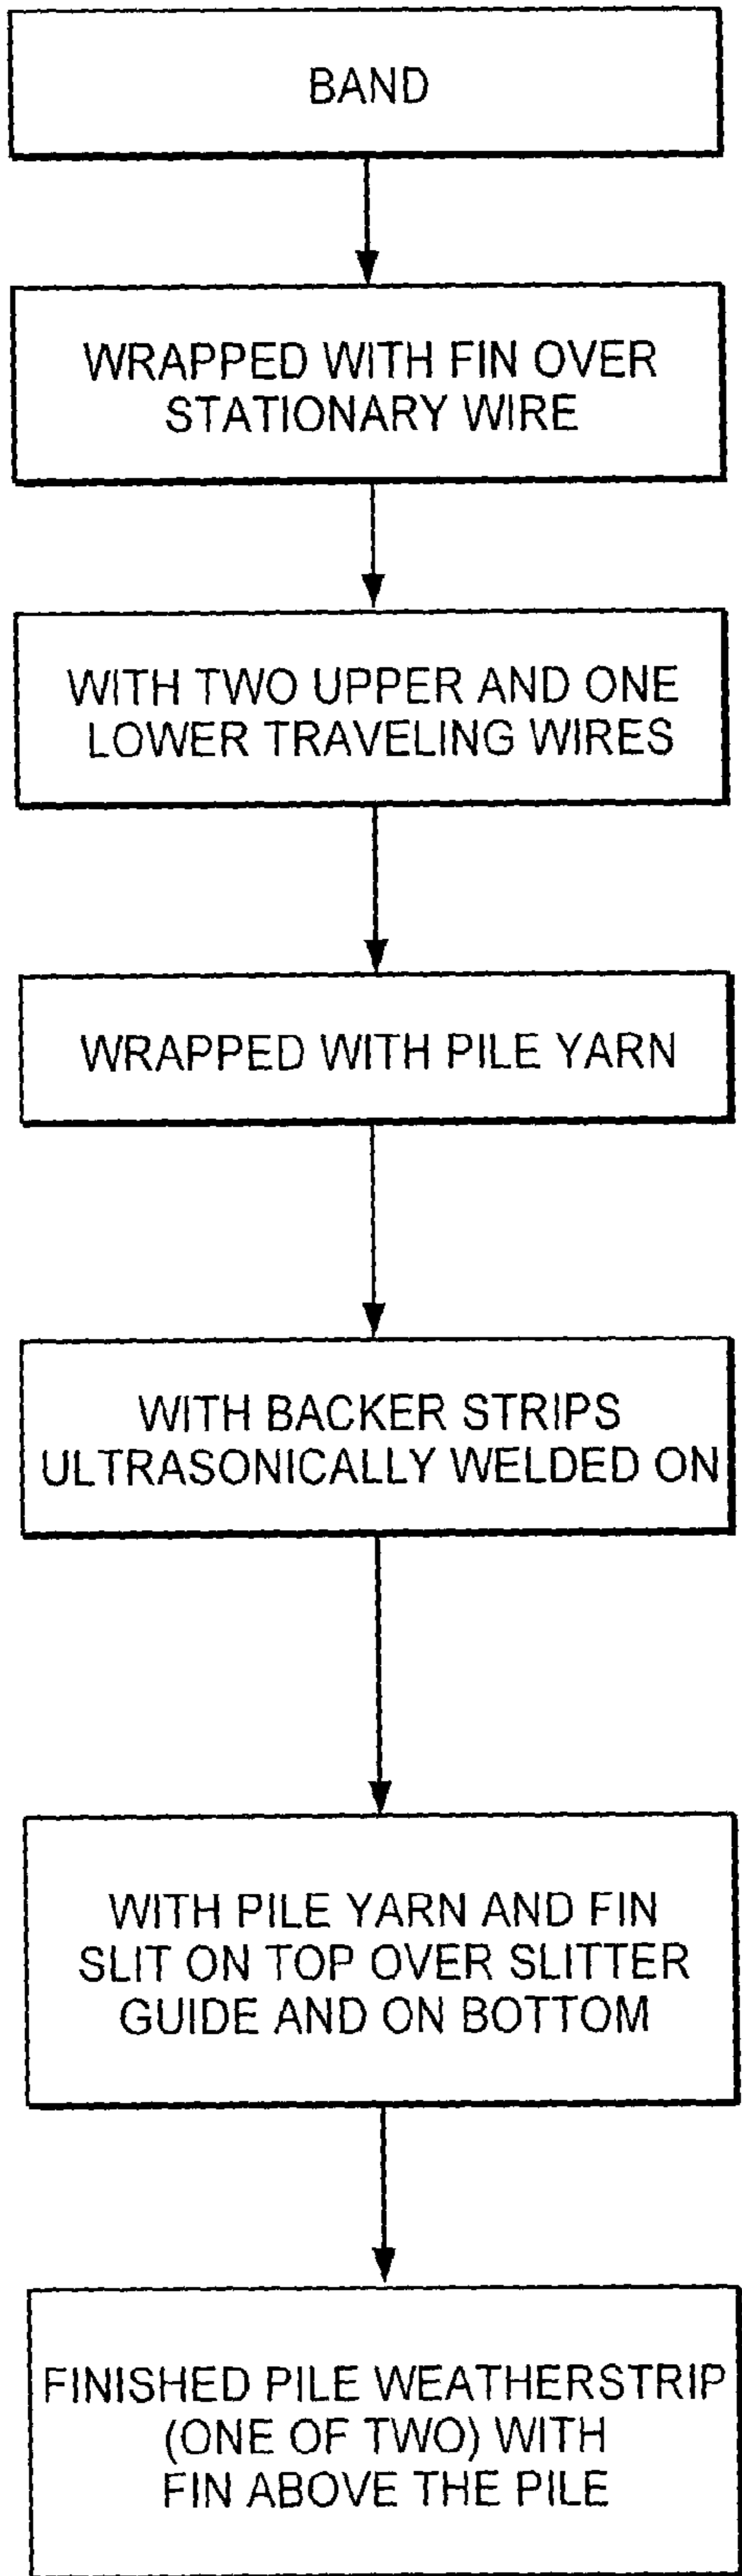 BAND
WRAPPED WITH FIN OVER
STATIONARY WIRE
WITH TWO UPPER AND ONE
LOWER TRAVELING WIRES
WRAPPED WITH PILE YARN
WITH BACKER STRIPS
ULTRASONICALLY WELDED ON
WITH PILE YARN AND FIN
SLIT ON TOP OVER SLITTER
GUIDE AND ON BOTTOM
FINISHED PILE WEATHERSTRIP
(ONE OF TWO) WITH
FIN ABOVE THE PILE